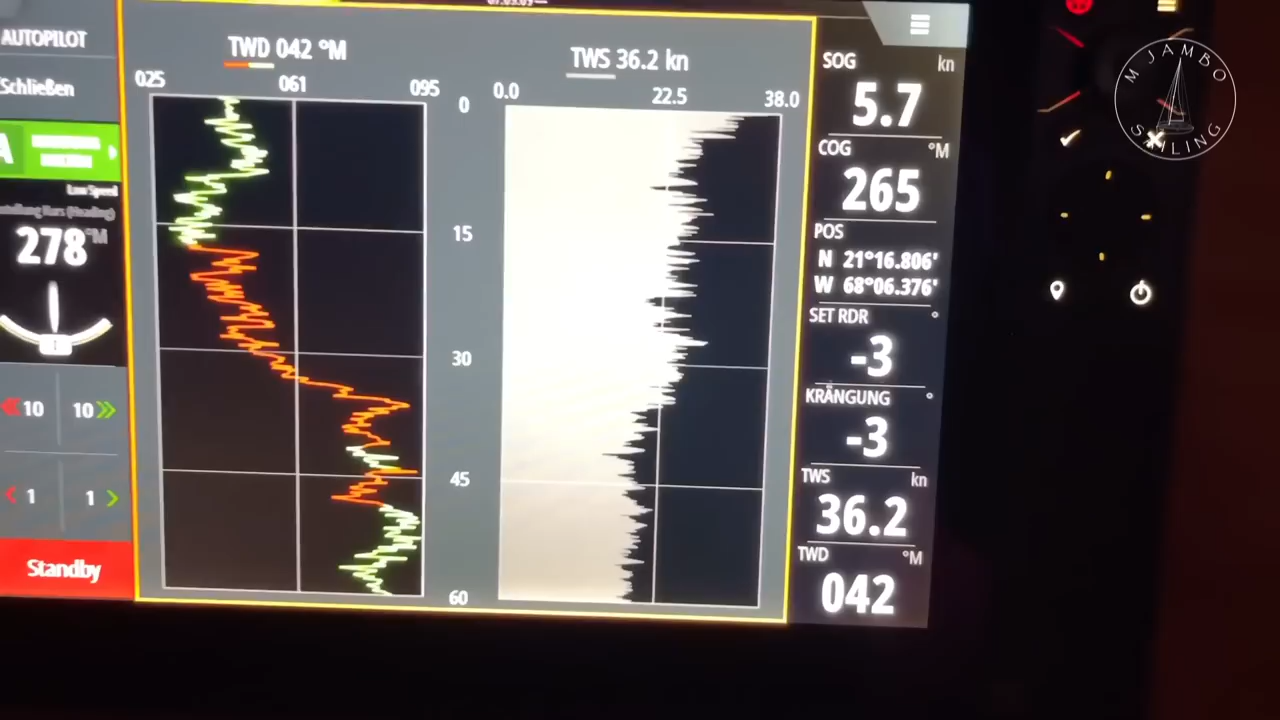 AUTOPILOT
Schließen
A
Low Speed
Kurs (Heading)
278 °M
10
10
1
1
Standby
TWD 042 °M
025
061
095
0
15
30
45
60
TWS 36.2 kn
0.0
22.5
38.0
SOG kn
5.7
COG °M
265
POS
N 21°16.806'
W 68°06.376'
SET RDR °
-3
KRÄNGUNG °
-3
TWS kn
36.2
TWD °M
042
M JAMBO
SAILING